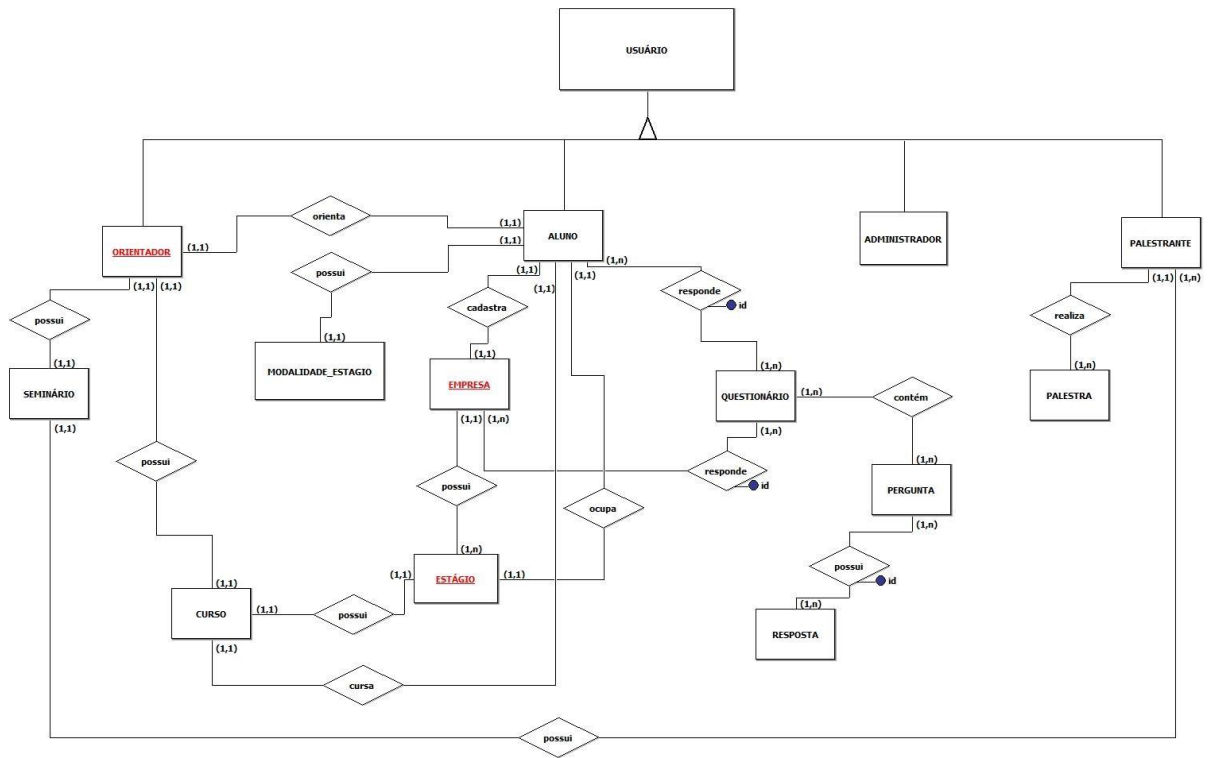 USUÁRIO
orienta
(1,1)
ALUNO
ORIENTADOR
(1,1)
(1,1)
ADMINISTRADOR
PALESTRANTE
possui
(1,1)
(1,1)
(1,1)
(1,n)
(1,1)
(1,1)
(1,1)
(1,n)
possui
cadastra
responde
id
realiza
(1,1)
(1,1)
(1,1)
(1,n)
(1,n)
SEMINÁRIO
MODALIDADE_ESTAGIO
EMPRESA
QUESTIONÁRIO
(1,n)
contém
PALESTRA
(1,1)
(1,1)
(1,n)
(1,n)
possui
responde
id
(1,n)
possui
ocupa
PERGUNTA
(1,n)
(1,n)
possui
id
(1,1)
(1,1)
ESTÁGIO
(1,1)
CURSO
(1,1)
possui
(1,n)
RESPOSTA
(1,1)
cursa
possui